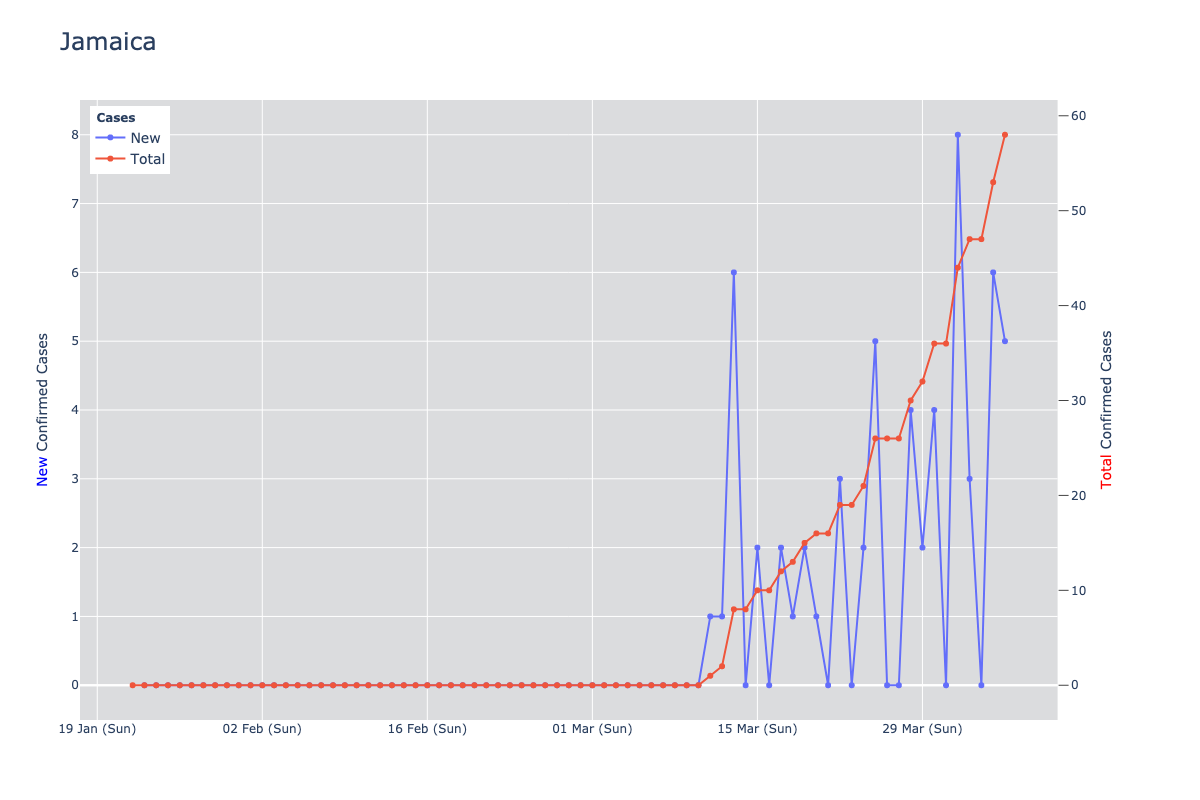 Jamaica
Cases
New
Total
8
7
6
5
4
3
2
1
0
New Confirmed Cases
60
50
40
30
20
10
0
Total Confirmed Cases
19 Jan (Sun)
02 Feb (Sun)
16 Feb (Sun)
01 Mar (Sun)
15 Mar (Sun)
29 Mar (Sun)